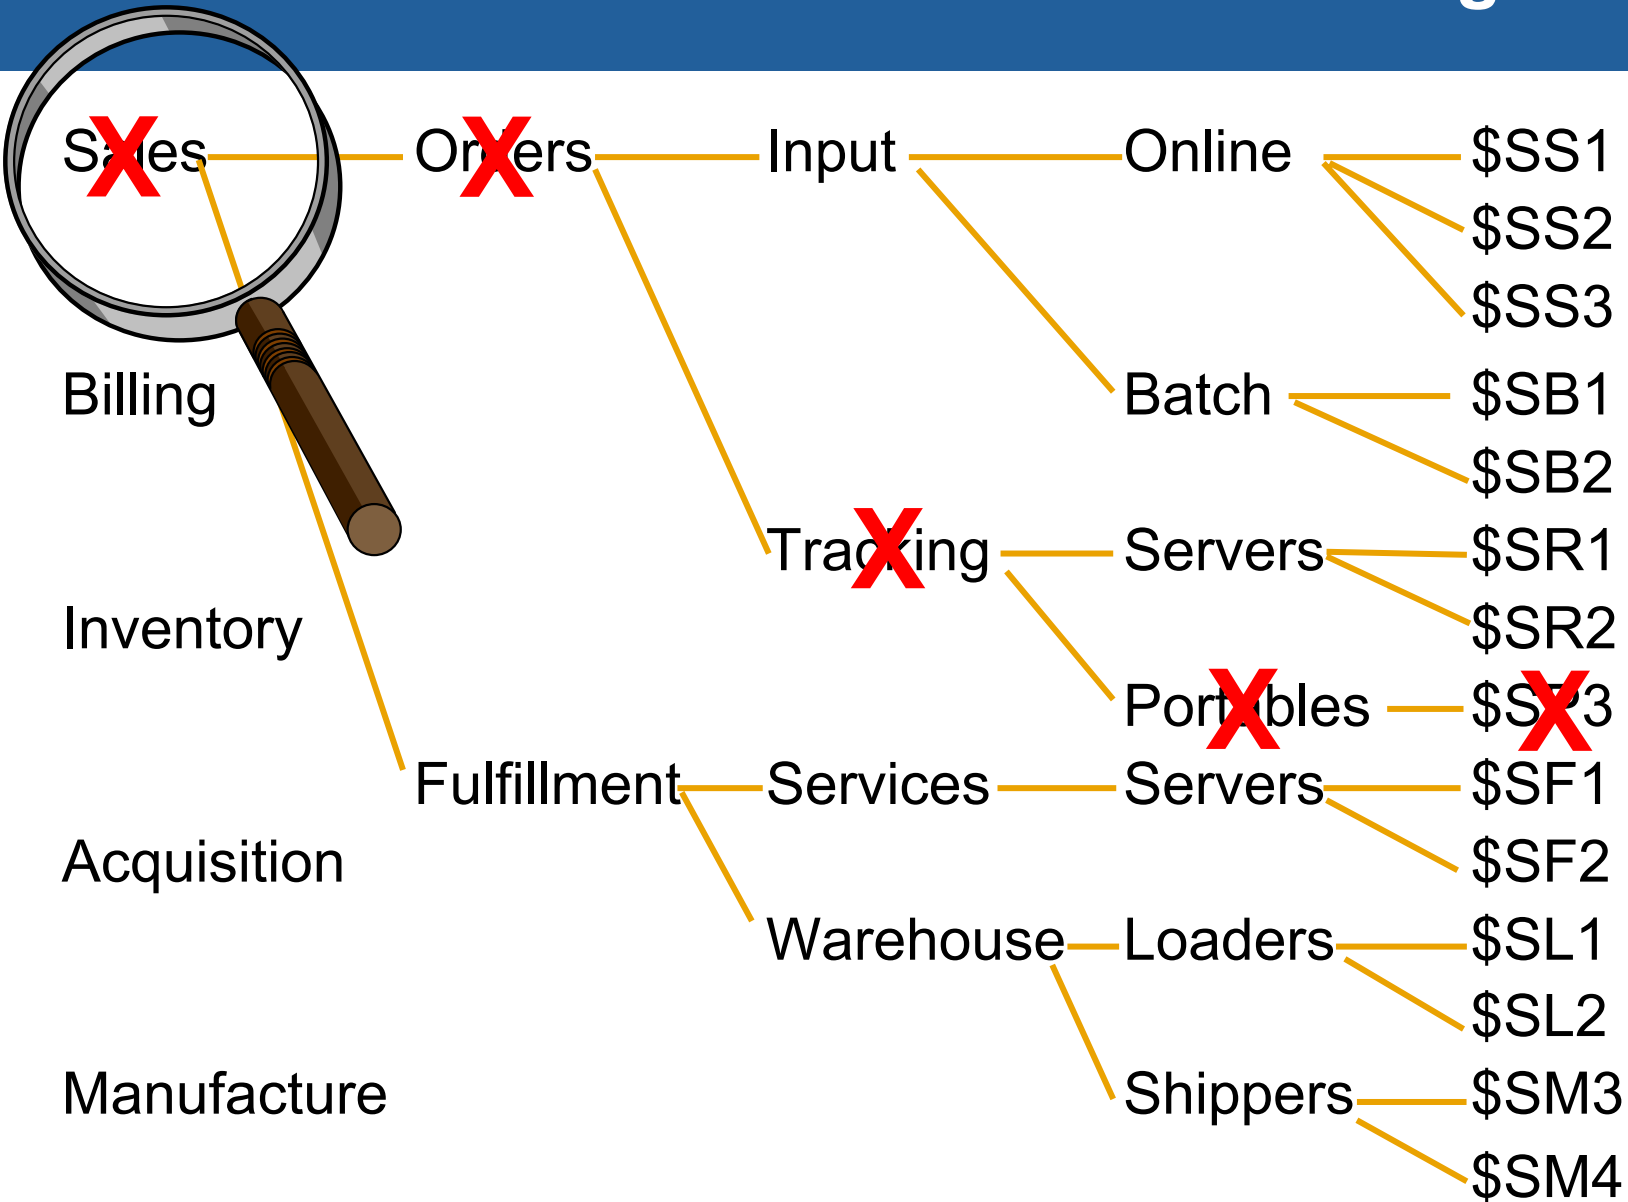 Sales Orders Input Online $SS1
$SS2
$SS3
Billing Batch $SB1
$SB2
Tracking Servers $SR1
Inventory $SR2
Portables $SP3
Fulfillment Services Servers $SF1
Acquisition $SF2
Warehouse Loaders $SL1
$SL2
Manufacture Shippers $SM3
$SM4